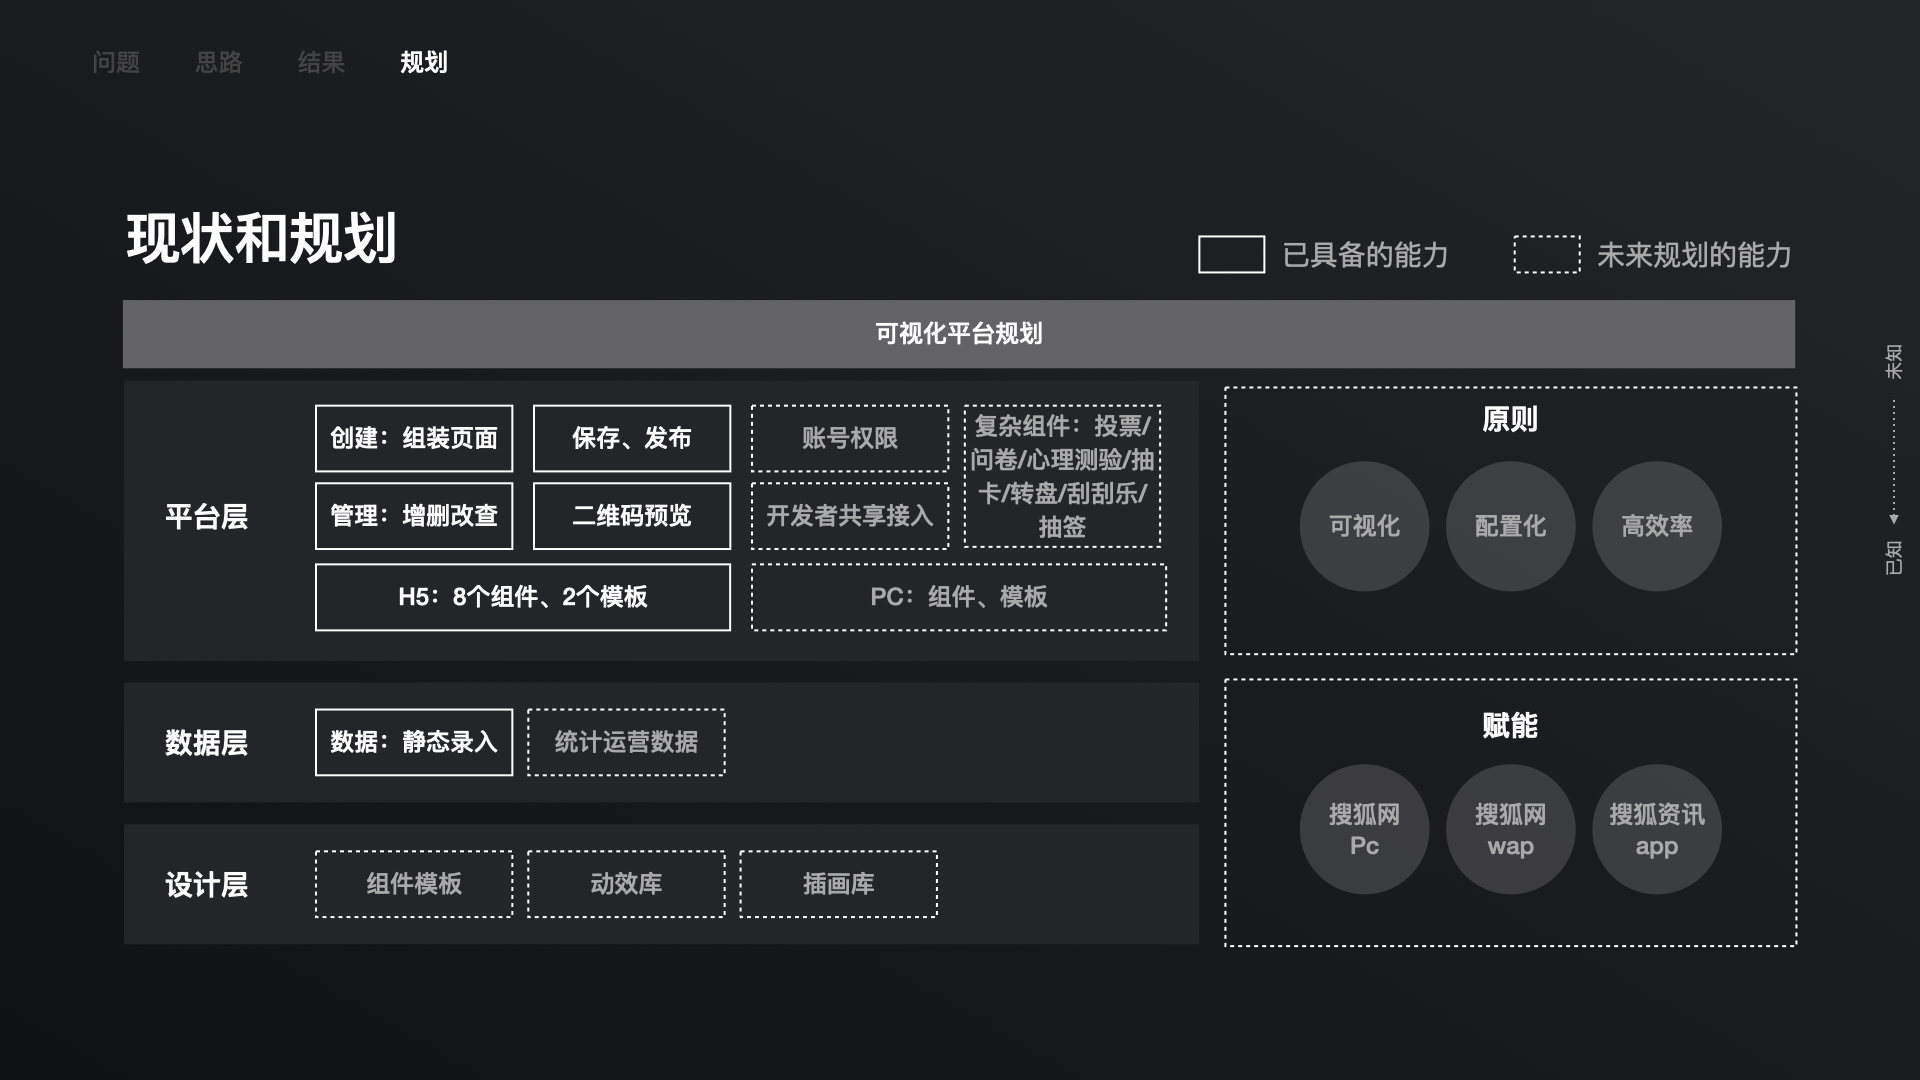 问题 思路 结果 规划
现状和规划
已具备的能力 未来规划的能力
可视化平台规划
平台层
创建：组装页面
保存、发布
账号权限
复杂组件：投票/
问卷/心理测验/抽
卡/转盘/刮刮乐/
抽签
管理：增删改查
二维码预览
开发者共享接入
H5：8个组件、2个模板
PC：组件、模板
数据层
数据：静态录入
统计运营数据
设计层
组件模板
动效库
插画库
原则
可视化
配置化
高效率
赋能
搜狐网
Pc
搜狐网
wap
搜狐资讯
app
未知
已知